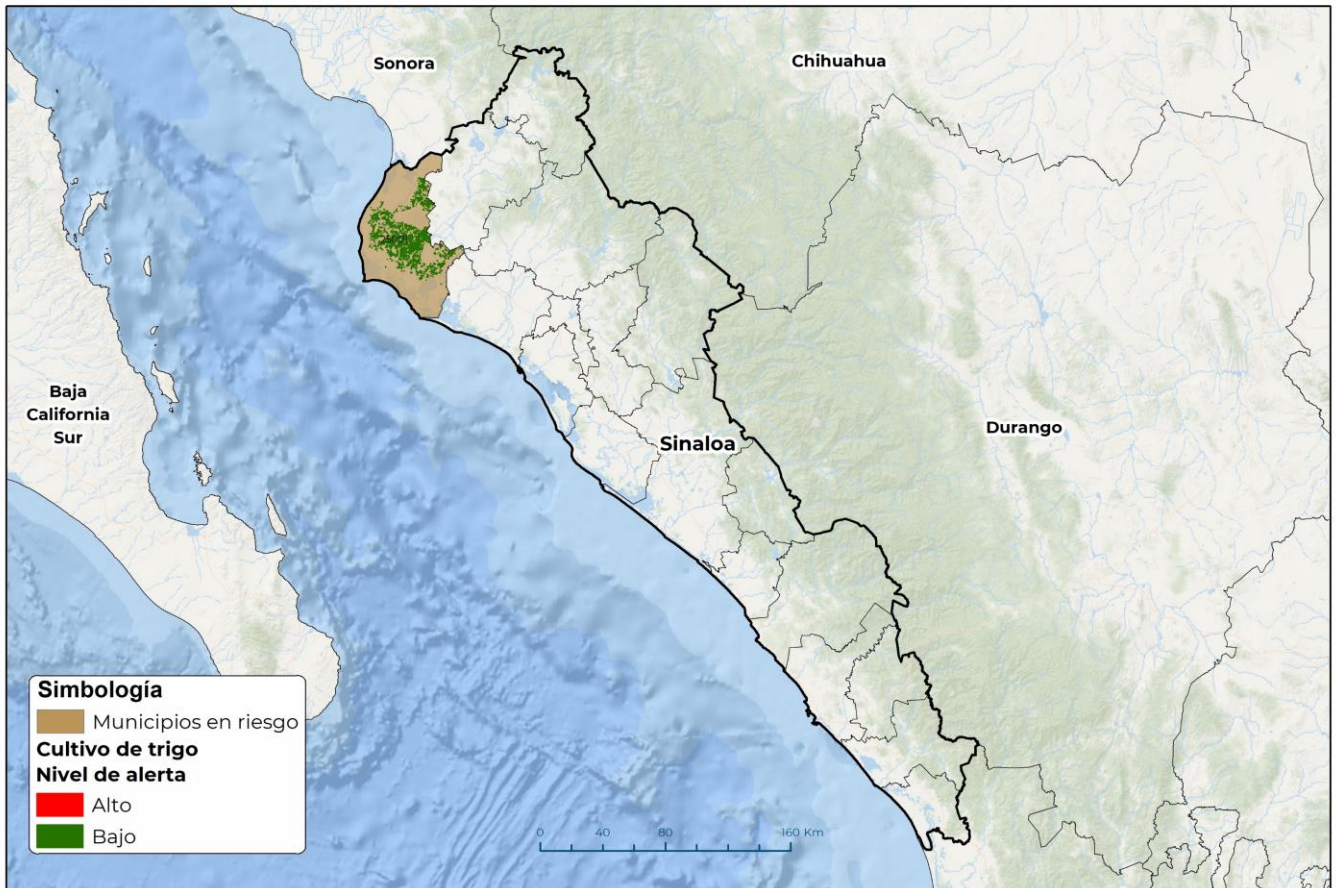 Sonora
Chihuahua
Baja
California
Sur
Sinaloa
Durango
Simbología
Municipios en riesgo
Cultivo de trigo
Nivel de alerta
Alto
Bajo
0 40 80 160 Km